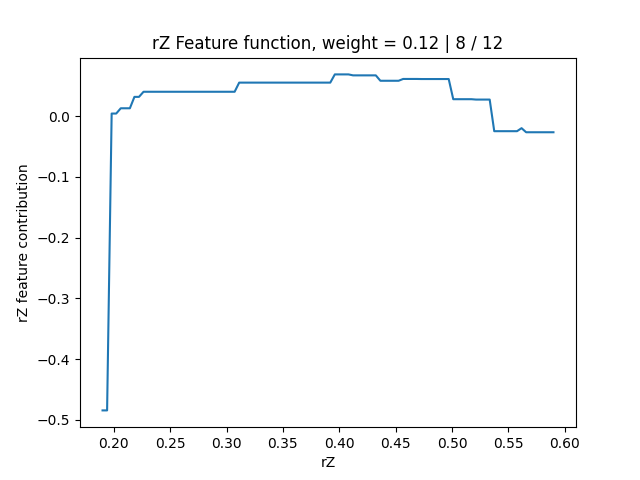 rZ Feature function, weight = 0.12 | 8 / 12
rZ feature contribution
0.0
−0.1
−0.2
−0.3
−0.4
−0.5
0.20 0.25 0.30 0.35 0.40 0.45 0.50 0.55 0.60
rZ